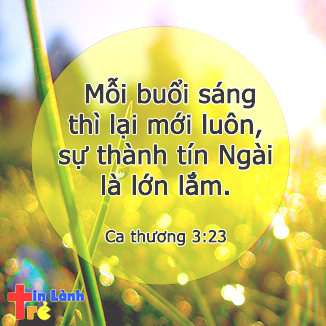 Mỗi buổi sáng
thì lại mới luôn,
sự thành tín Ngài
là lớn lắm.
Ca thương 3:23
Tin Lành
Trẻ